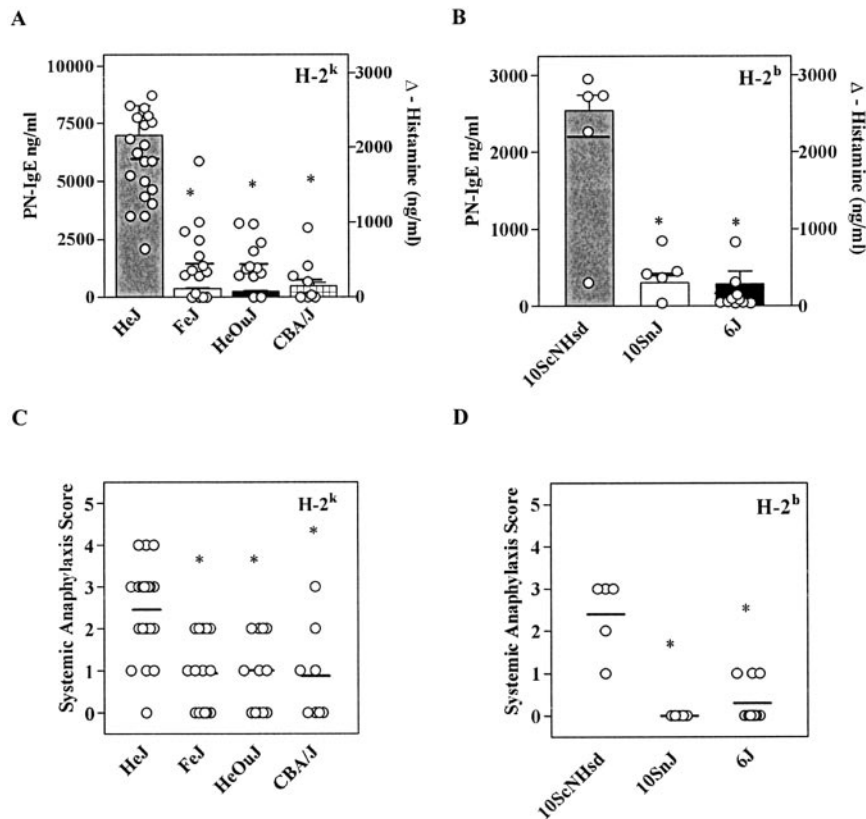 A
PN-IgE ng/ml
10000
7500
5000
2500
0
H-2k
3000
2000
1000
0
Δ - Histamine (ng/ml)
*
*
*
HeJ
FeJ
HeOuJ
CBA/J
B
PN-IgE ng/ml
3000
2000
1000
0
H-2b
3000
2000
1000
0
Δ - Histamine (ng/ml)
*
*
10ScNHsd
10SnJ
6J
C
Systemic Anaphylaxis Score
5
4
3
2
1
0
H-2k
*
*
*
HeJ
FeJ
HeOuJ
CBA/J
D
Systemic Anaphylaxis Score
5
4
3
2
1
0
H-2b
*
*
10ScNHsd
10SnJ
6J